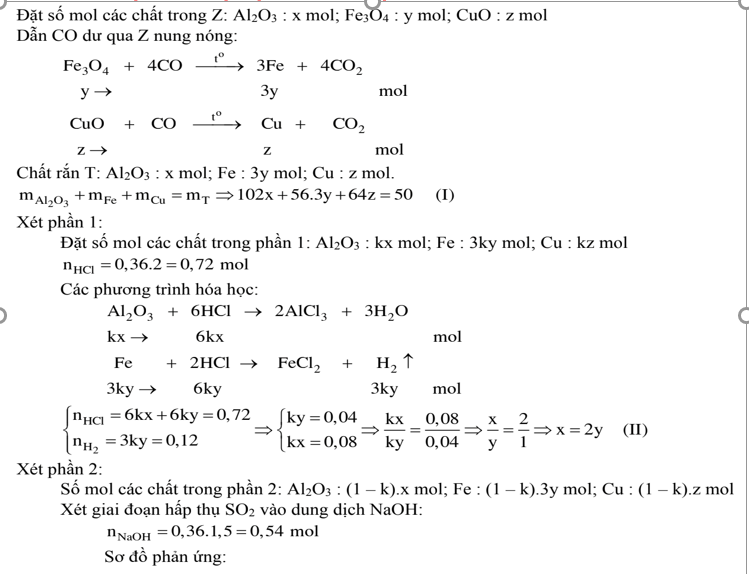 Đặt số mol các chất trong Z: Al₂O₃ : x mol; Fe₃O₄ : y mol; CuO : z mol
Dẫn CO dư qua Z nung nóng:
Fe₃O₄ + 4CO —tᵒ→ 3Fe + 4CO₂
y → 3y mol
CuO + CO —tᵒ→ Cu + CO₂
z → z mol
Chất rắn T: Al₂O₃ : x mol; Fe : 3y mol; Cu : z mol.
m_Al₂O₃ + m_Fe + m_Cu = m_T ⇒ 102x + 56.3y + 64z = 50 (I)
Xét phần 1:
Đặt số mol các chất trong phần 1: Al₂O₃ : kx mol; Fe : 3ky mol; Cu : kz mol
n_HCl = 0,36.2 = 0,72 mol
Các phương trình hóa học:
Al₂O₃ + 6HCl → 2AlCl₃ + 3H₂O
kx → 6kx mol
Fe + 2HCl → FeCl₂ + H₂ ↑
3ky → 6ky 3ky mol
{ n_HCl = 6kx + 6ky = 0,72 ; n_H₂ = 3ky = 0,12 ⇒ { ky = 0,04 ; kx = 0,08 ⇒ kx/ky = 0,08/0,04 ⇒ x/y = 2/1 ⇒ x = 2y (II)
Xét phần 2:
Số mol các chất trong phần 2: Al₂O₃ : (1 – k).x mol; Fe : (1 – k).3y mol; Cu : (1 – k).z mol
Xét giai đoạn hấp thụ SO₂ vào dung dịch NaOH:
n_NaOH = 0,36.1,5 = 0,54 mol
Sơ đồ phản ứng: